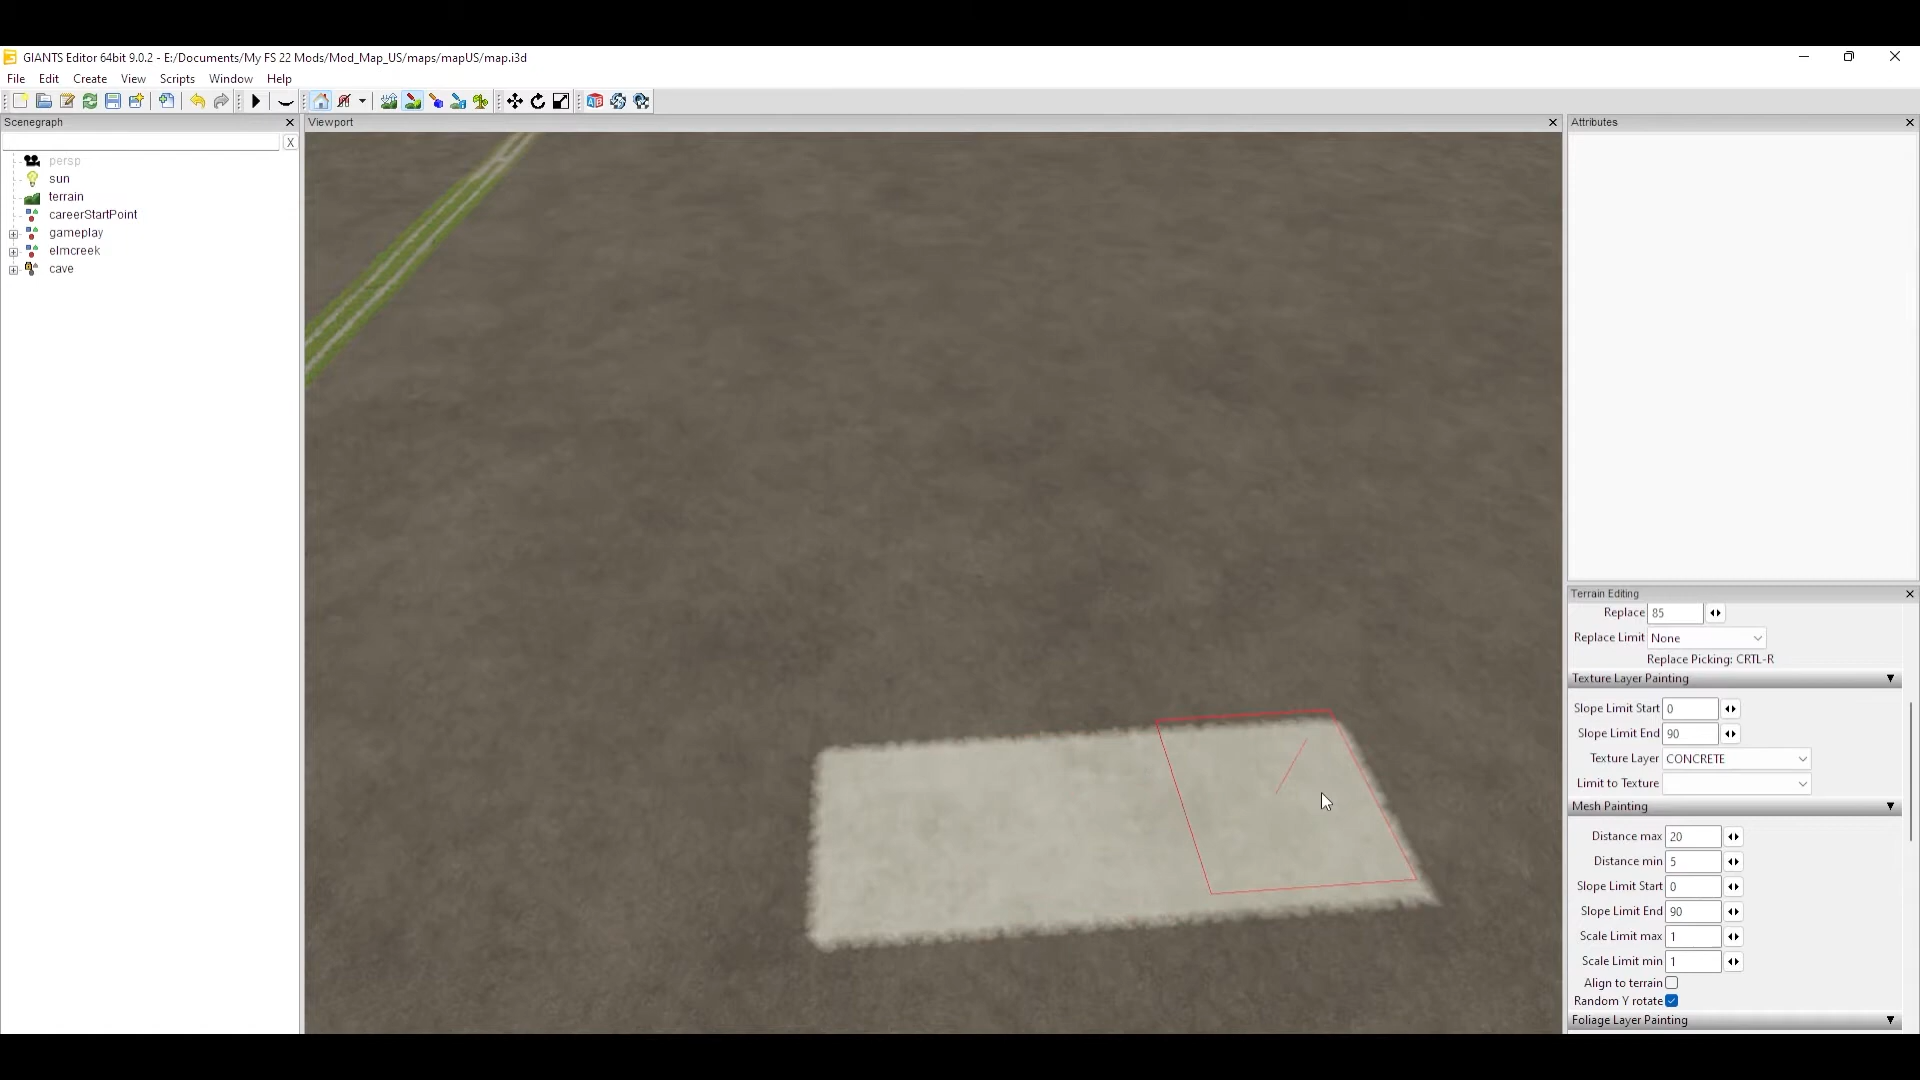 GIANTS Editor 64bit 9.0.2 - E:/Documents/My FS 22 Mods/Mod_Map_US/maps/mapUS/map.i3d
File Edit Create View Scripts Window Help
Scenegraph
X
persp
sun
terrain
careerStartPoint
gameplay
elmcreek
cave
Viewport
Attributes
Terrain Editing
Replace 85
Replace Limit None
Replace Picking: CRTL-R
Texture Layer Painting
Slope Limit Start 0
Slope Limit End 90
Texture Layer CONCRETE
Limit to Texture
Mesh Painting
Distance max 20
Distance min 5
Slope Limit Start 0
Slope Limit End 90
Scale Limit max 1
Scale Limit min 1
Align to terrain
Random Y rotate
Foliage Layer Painting